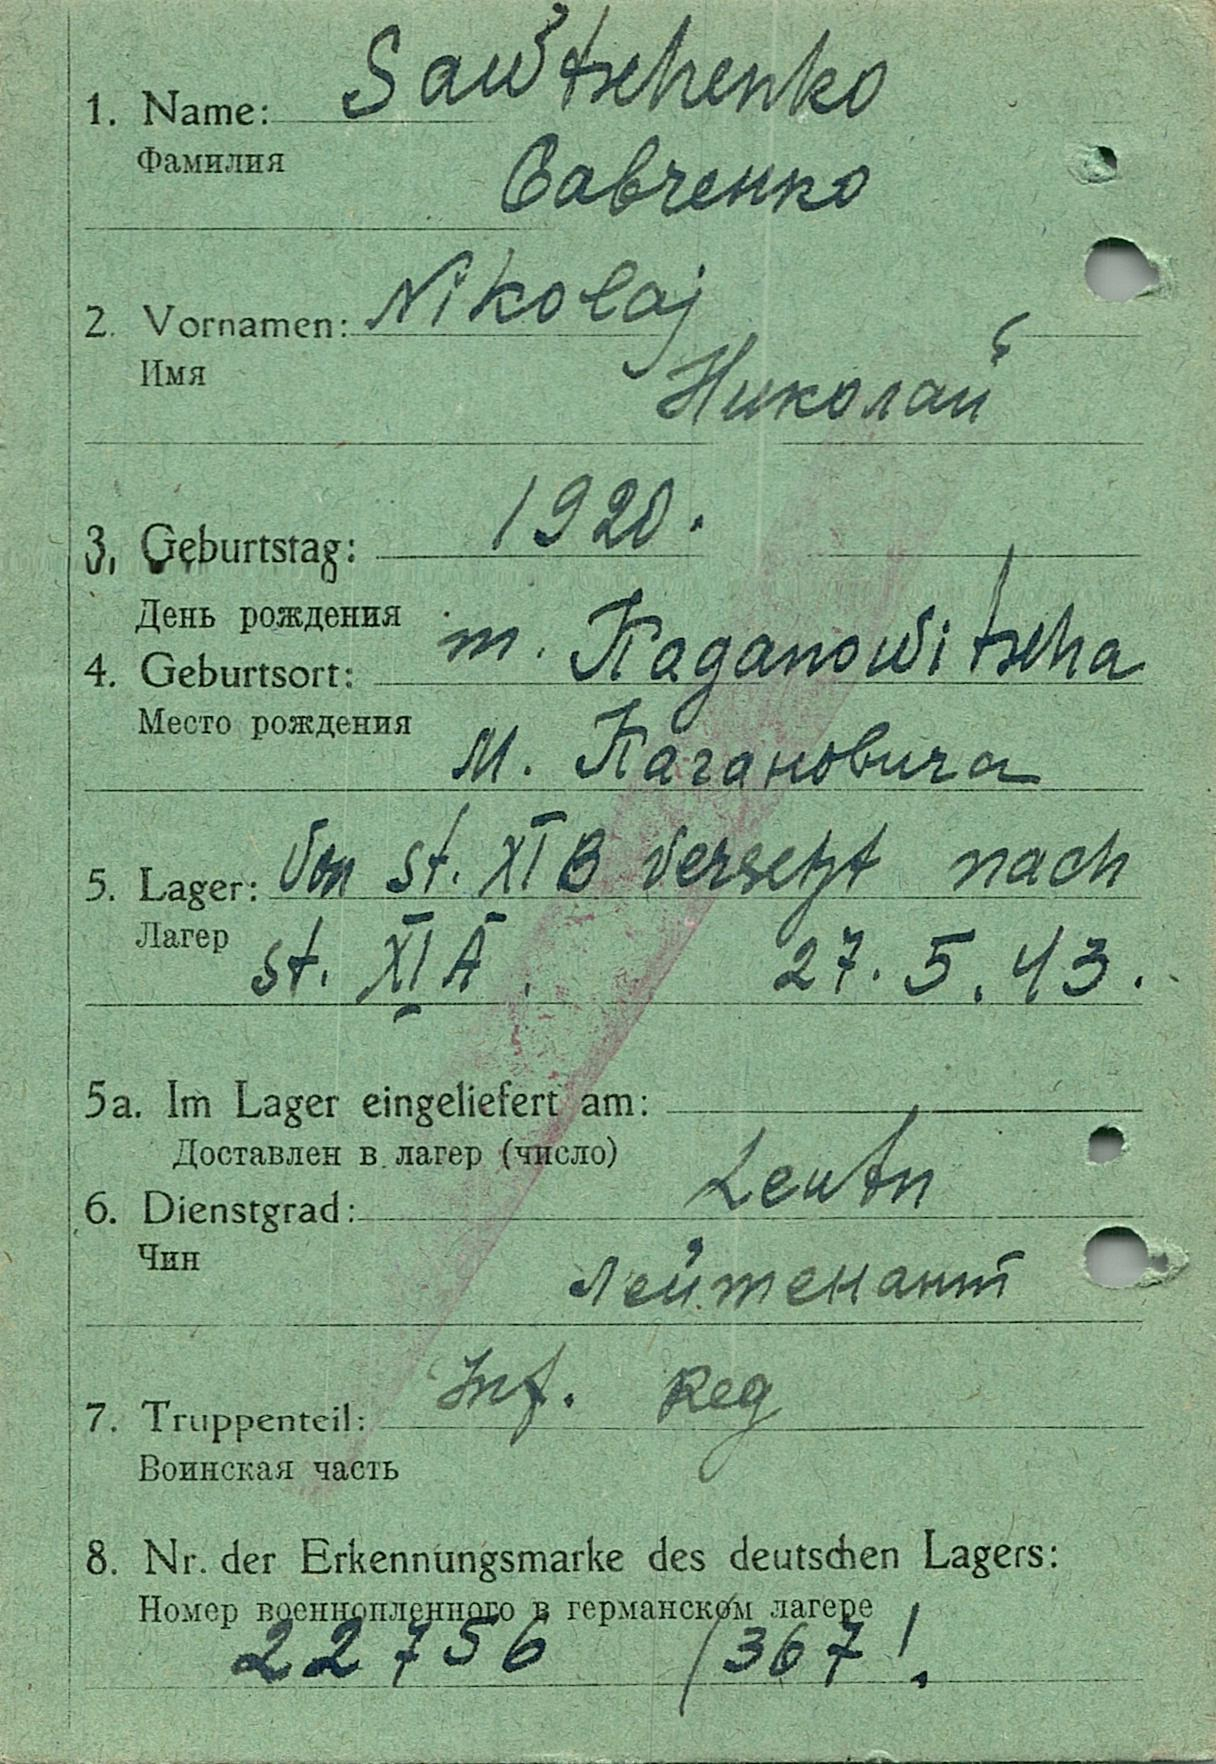 1. Name: Sawtschenko
Фамилия Савченко
2. Vornamen: Nikolaj
Имя Николай
3. Geburtstag: 1920.
День рождения
4. Geburtsort: m. Kaganowitscha
Место рождения
м. Кагановича
5. Lager: Von St. XI B versetzt nach
Лагер St. XI A. 27. 5. 43.
5a. Im Lager eingeliefert am:
Доставлен в лагер (число)
6. Dienstgrad: Leutn
Чин лейтенант
7. Truppenteil: Inf. Reg
Воинская часть
8. Nr. der Erkennungsmarke des deutschen Lagers:
Номер военнопленного в германском лагере
22756 /367!